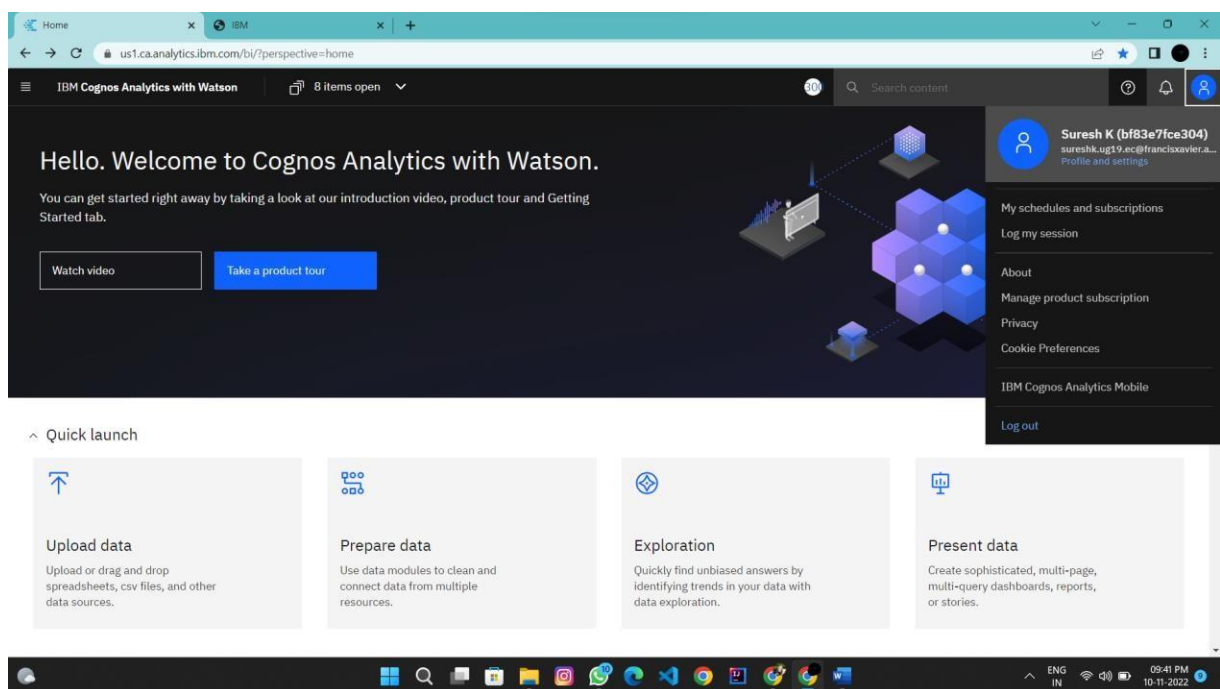 Home
IBM
us1.ca.analytics.ibm.com/bi/?perspective=home
IBM Cognos Analytics with Watson
8 items open
Search content
Suresh K (bf83e7fce304)
sureshk.ug19.ec@francisxavier.a...
Profile and settings
My schedules and subscriptions
Log my session
About
Manage product subscription
Privacy
Cookie Preferences
IBM Cognos Analytics Mobile
Log out
Hello. Welcome to Cognos Analytics with Watson.
You can get started right away by taking a look at our introduction video, product tour and Getting
Started tab.
Watch video
Take a product tour
Quick launch
Upload data
Upload or drag and drop
spreadsheets, csv files, and other
data sources.
Prepare data
Use data modules to clean and
connect data from multiple
resources.
Exploration
Quickly find unbiased answers by
identifying trends in your data with
data exploration.
Present data
Create sophisticated, multi-page,
multi-query dashboards, reports,
or stories.
10
ENG
IN
09:41 PM
10-11-2022
9